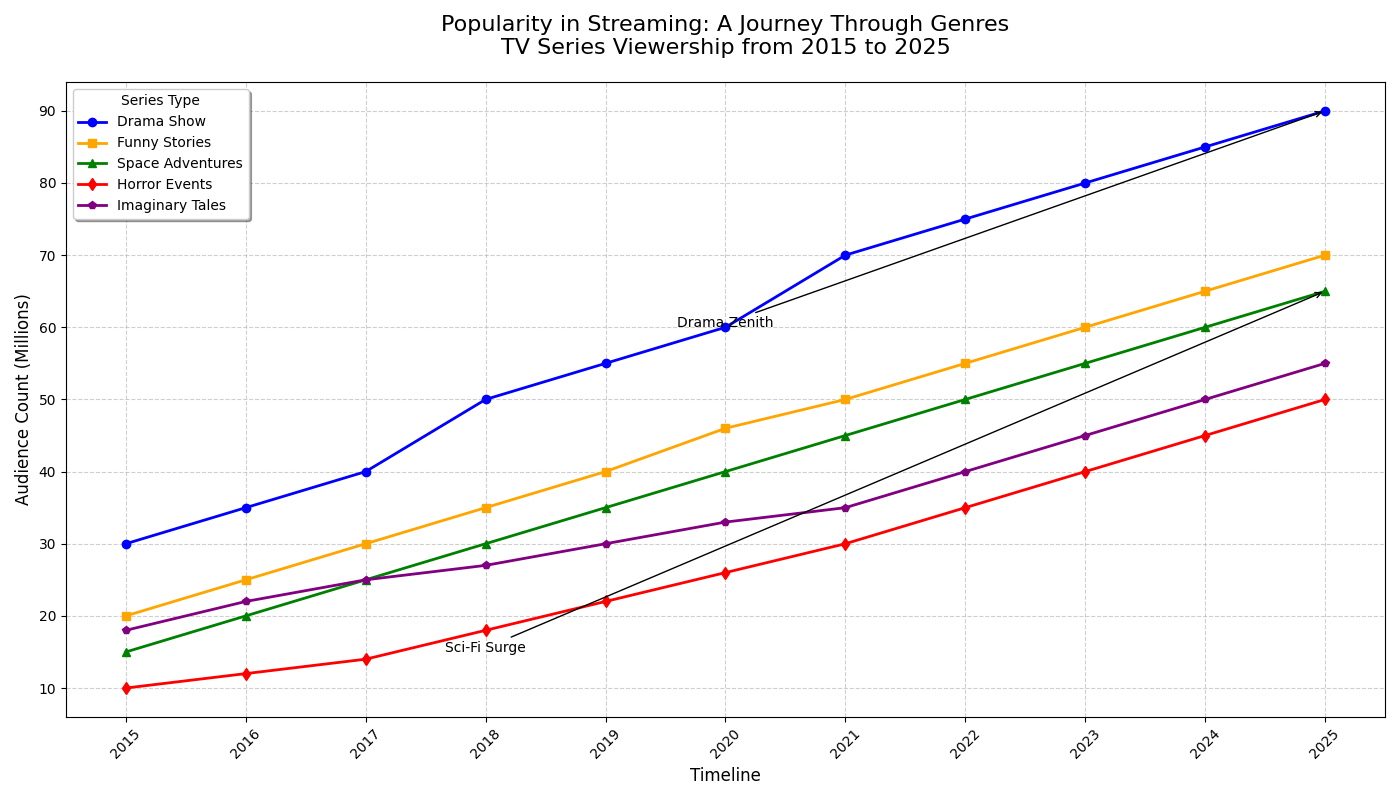 Popularity in Streaming: A Journey Through Genres
TV Series Viewership from 2015 to 2025
Series Type
Drama Show
Funny Stories
Space Adventures
Horror Events
Imaginary Tales
Audience Count (Millions)
90
80
70
60
50
40
30
20
10
Drama Zenith
Sci-Fi Surge
2015
2016
2017
2018
2019
2020
2021
2022
2023
2024
2025
Timeline